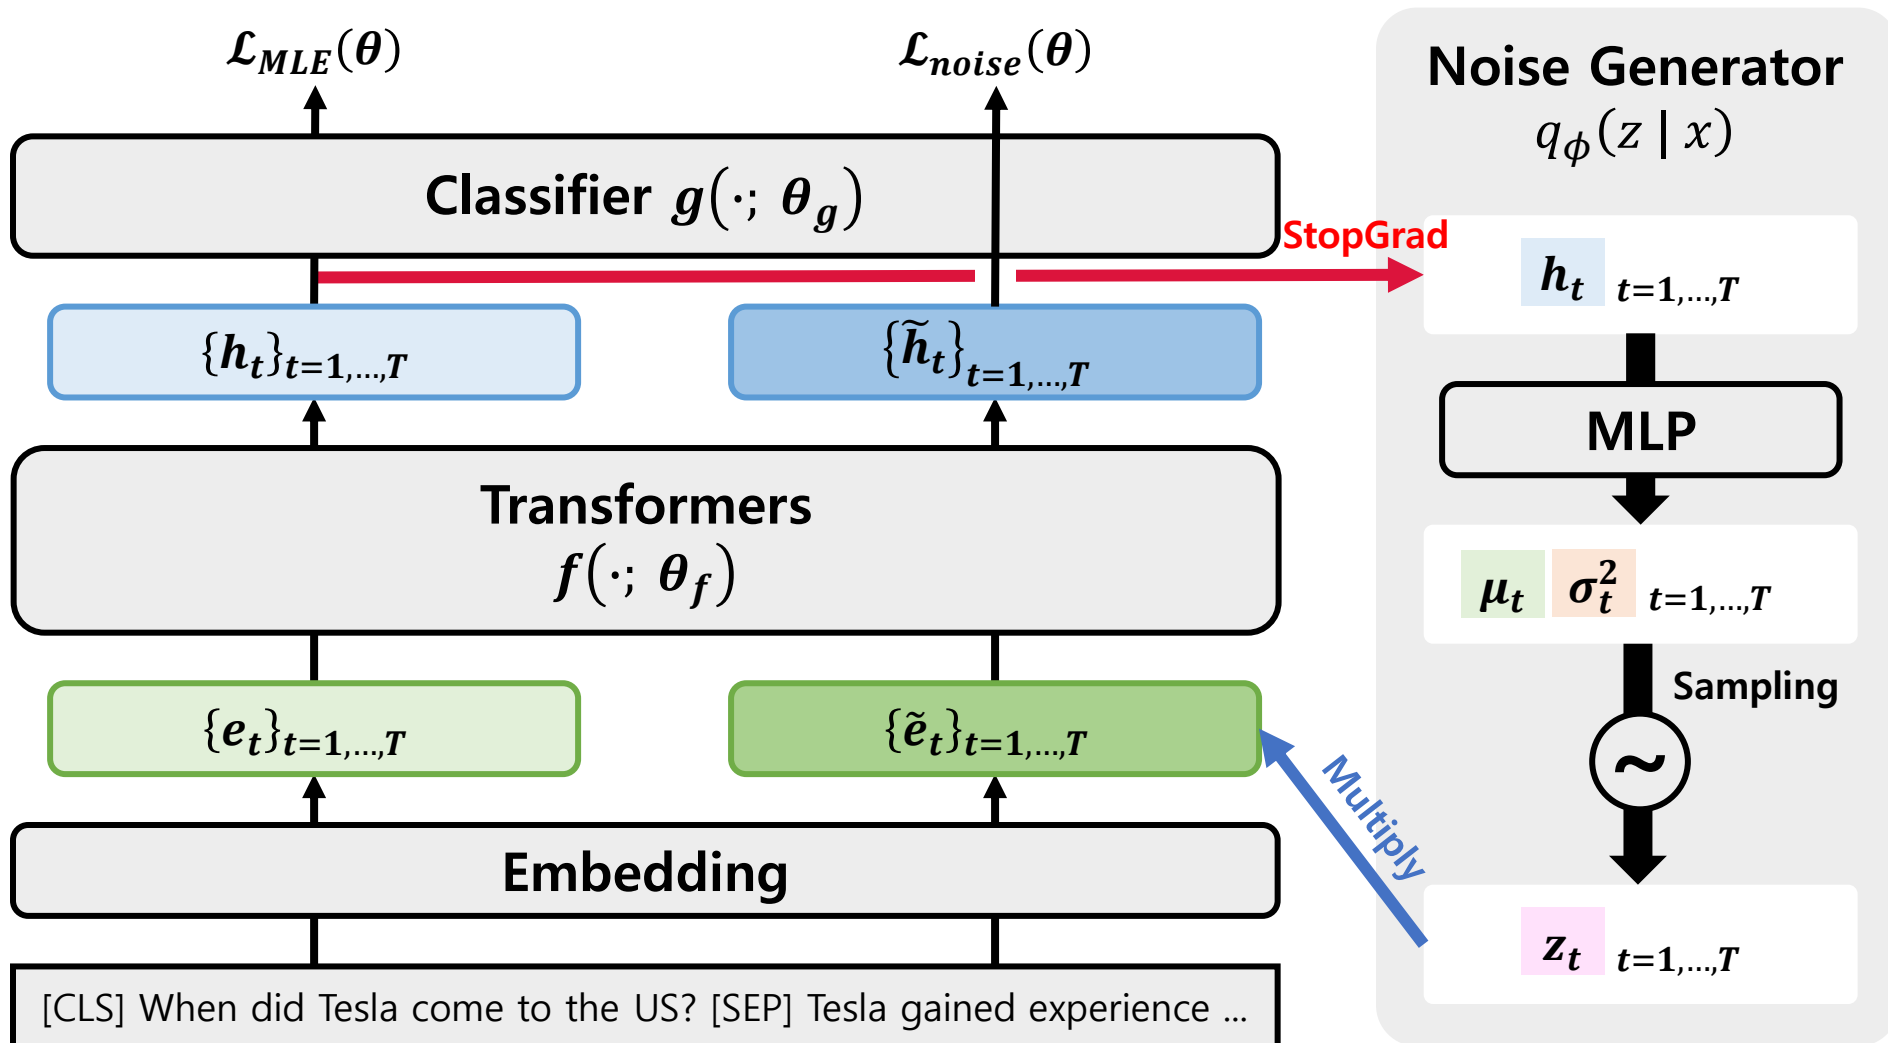 𝓛_MLE(θ)
𝓛_noise(θ)
Classifier g(·; θ_g)
StopGrad
{h_t}_t=1,...,T
{h̃_t}_t=1,...,T
Transformers
f(·; θ_f)
{e_t}_t=1,...,T
{ẽ_t}_t=1,...,T
Multiply
Embedding
[CLS] When did Tesla come to the US? [SEP] Tesla gained experience ...
Noise Generator
q_ϕ(z | x)
h_t t=1,...,T
MLP
μ_t σ_t^2 t=1,...,T
Sampling
~
z_t t=1,...,T